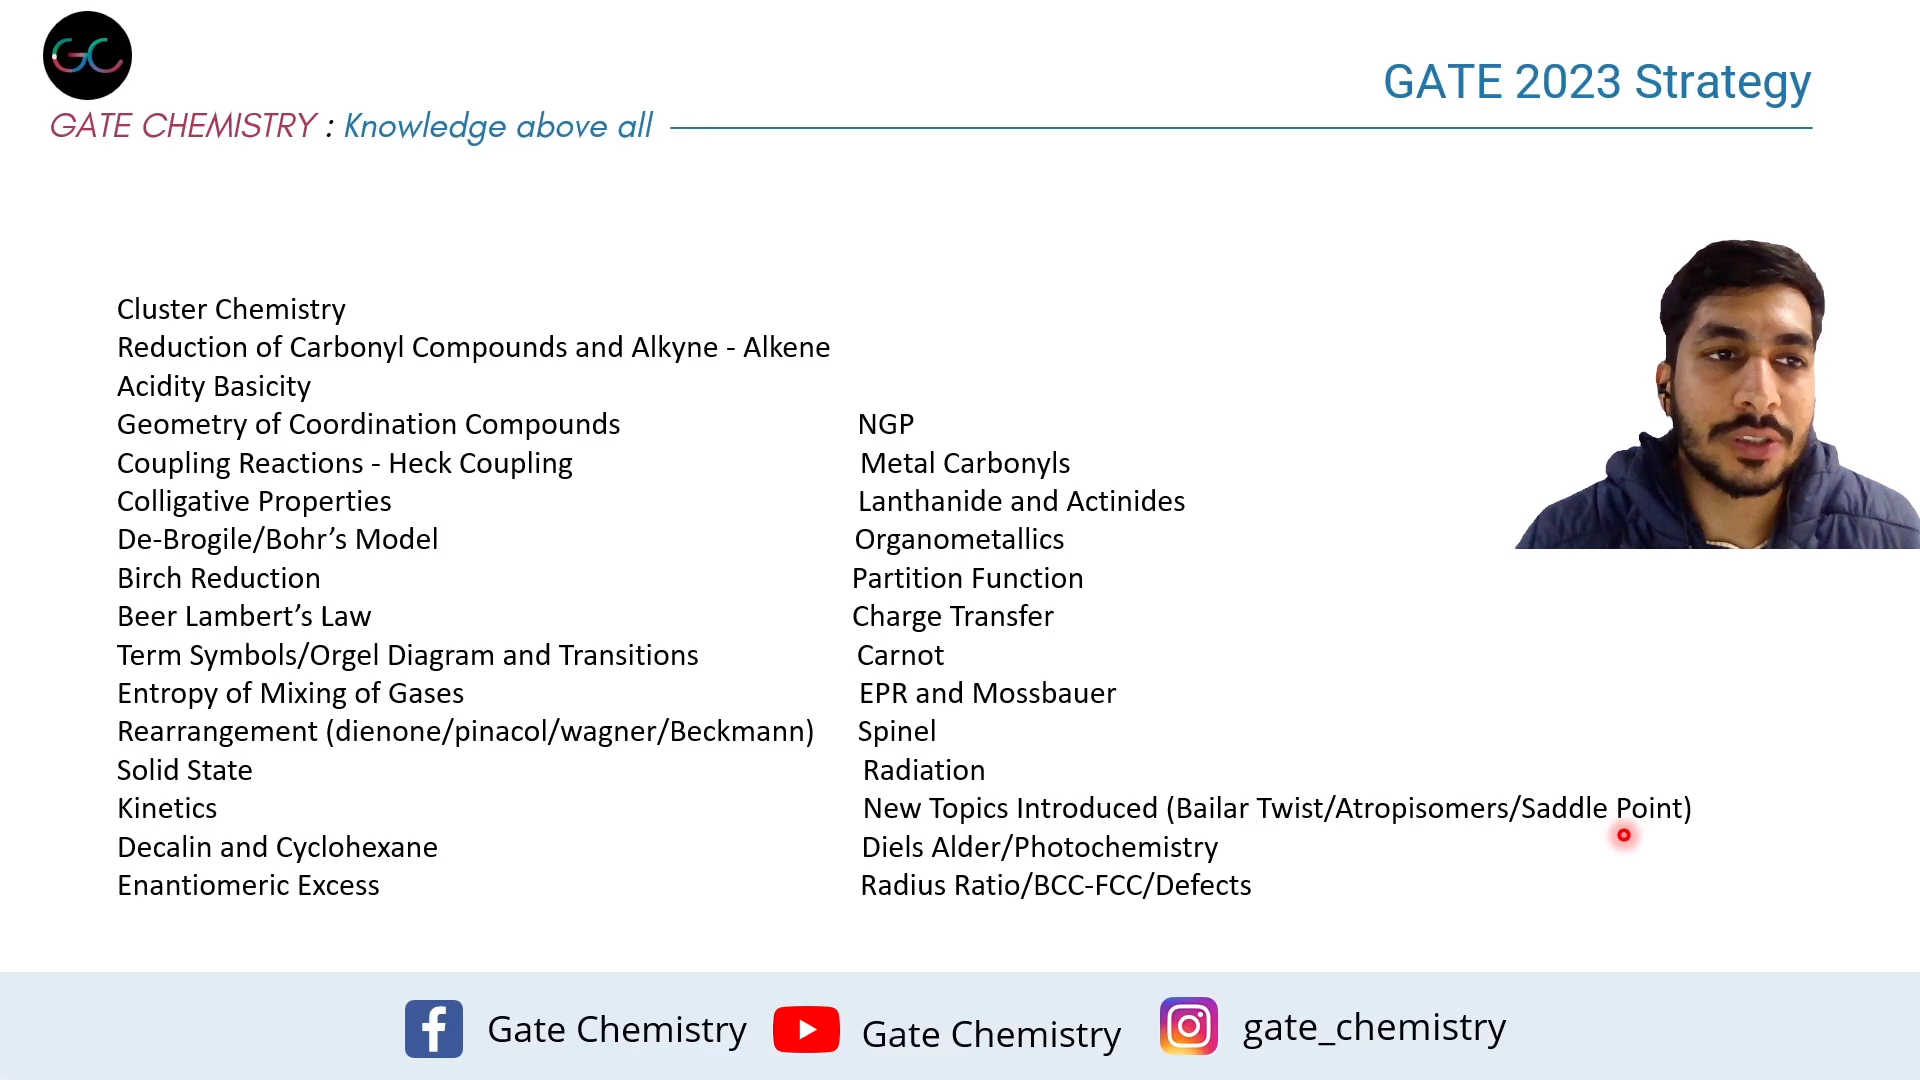 GC
GATE 2023 Strategy
GATE CHEMISTRY : Knowledge above all
Cluster Chemistry
Reduction of Carbonyl Compounds and Alkyne - Alkene
Acidity Basicity
Geometry of Coordination Compounds
Coupling Reactions - Heck Coupling
Colligative Properties
De-Brogile/Bohr’s Model
Birch Reduction
Beer Lambert’s Law
Term Symbols/Orgel Diagram and Transitions
Entropy of Mixing of Gases
Rearrangement (dienone/pinacol/wagner/Beckmann)
Solid State
Kinetics
Decalin and Cyclohexane
Enantiomeric Excess
NGP
Metal Carbonyls
Lanthanide and Actinides
Organometallics
Partition Function
Charge Transfer
Carnot
EPR and Mossbauer
Spinel
Radiation
New Topics Introduced (Bailar Twist/Atropisomers/Saddle Point)
Diels Alder/Photochemistry
Radius Ratio/BCC-FCC/Defects
Gate Chemistry
Gate Chemistry
gate_chemistry